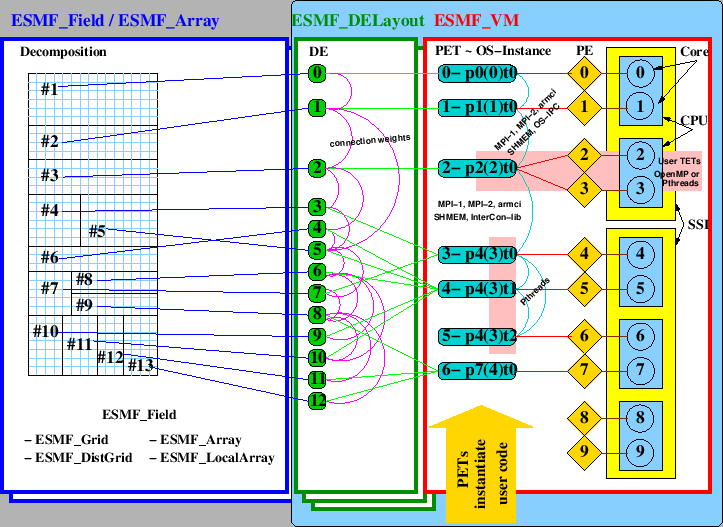 ESMF_Field / ESMF_Array
ESMF_DELayout
ESMF_VM
Decomposition
#1
#2
#3
#4
#5
#6
#7
#8
#9
#10
#11
#12
#13
ESMF_Field
– ESMF_Grid
– ESMF_Array
– ESMF_DistGrid
– ESMF_LocalArray
DE
0
1
2
3
4
5
6
7
8
9
10
11
12
connection weights
PET ~ OS–Instance
0– p0(0)t0
1– p1(1)t0
2– p2(2)t0
3– p4(3)t0
4– p4(3)t1
5– p4(3)t2
6– p7(4)t0
MPI–1, MPI–2, armci
SHMEM, OS–IPC
MPI–1, MPI–2, armci
SHMEM, InterCon–lib
Pthreads
PETs
instantiate
user code
PE
0
1
2
3
4
5
6
7
8
9
0
1
2
3
4
5
6
7
8
9
Core
CPU
User TETs
OpenMP or
Pthreads
SSI